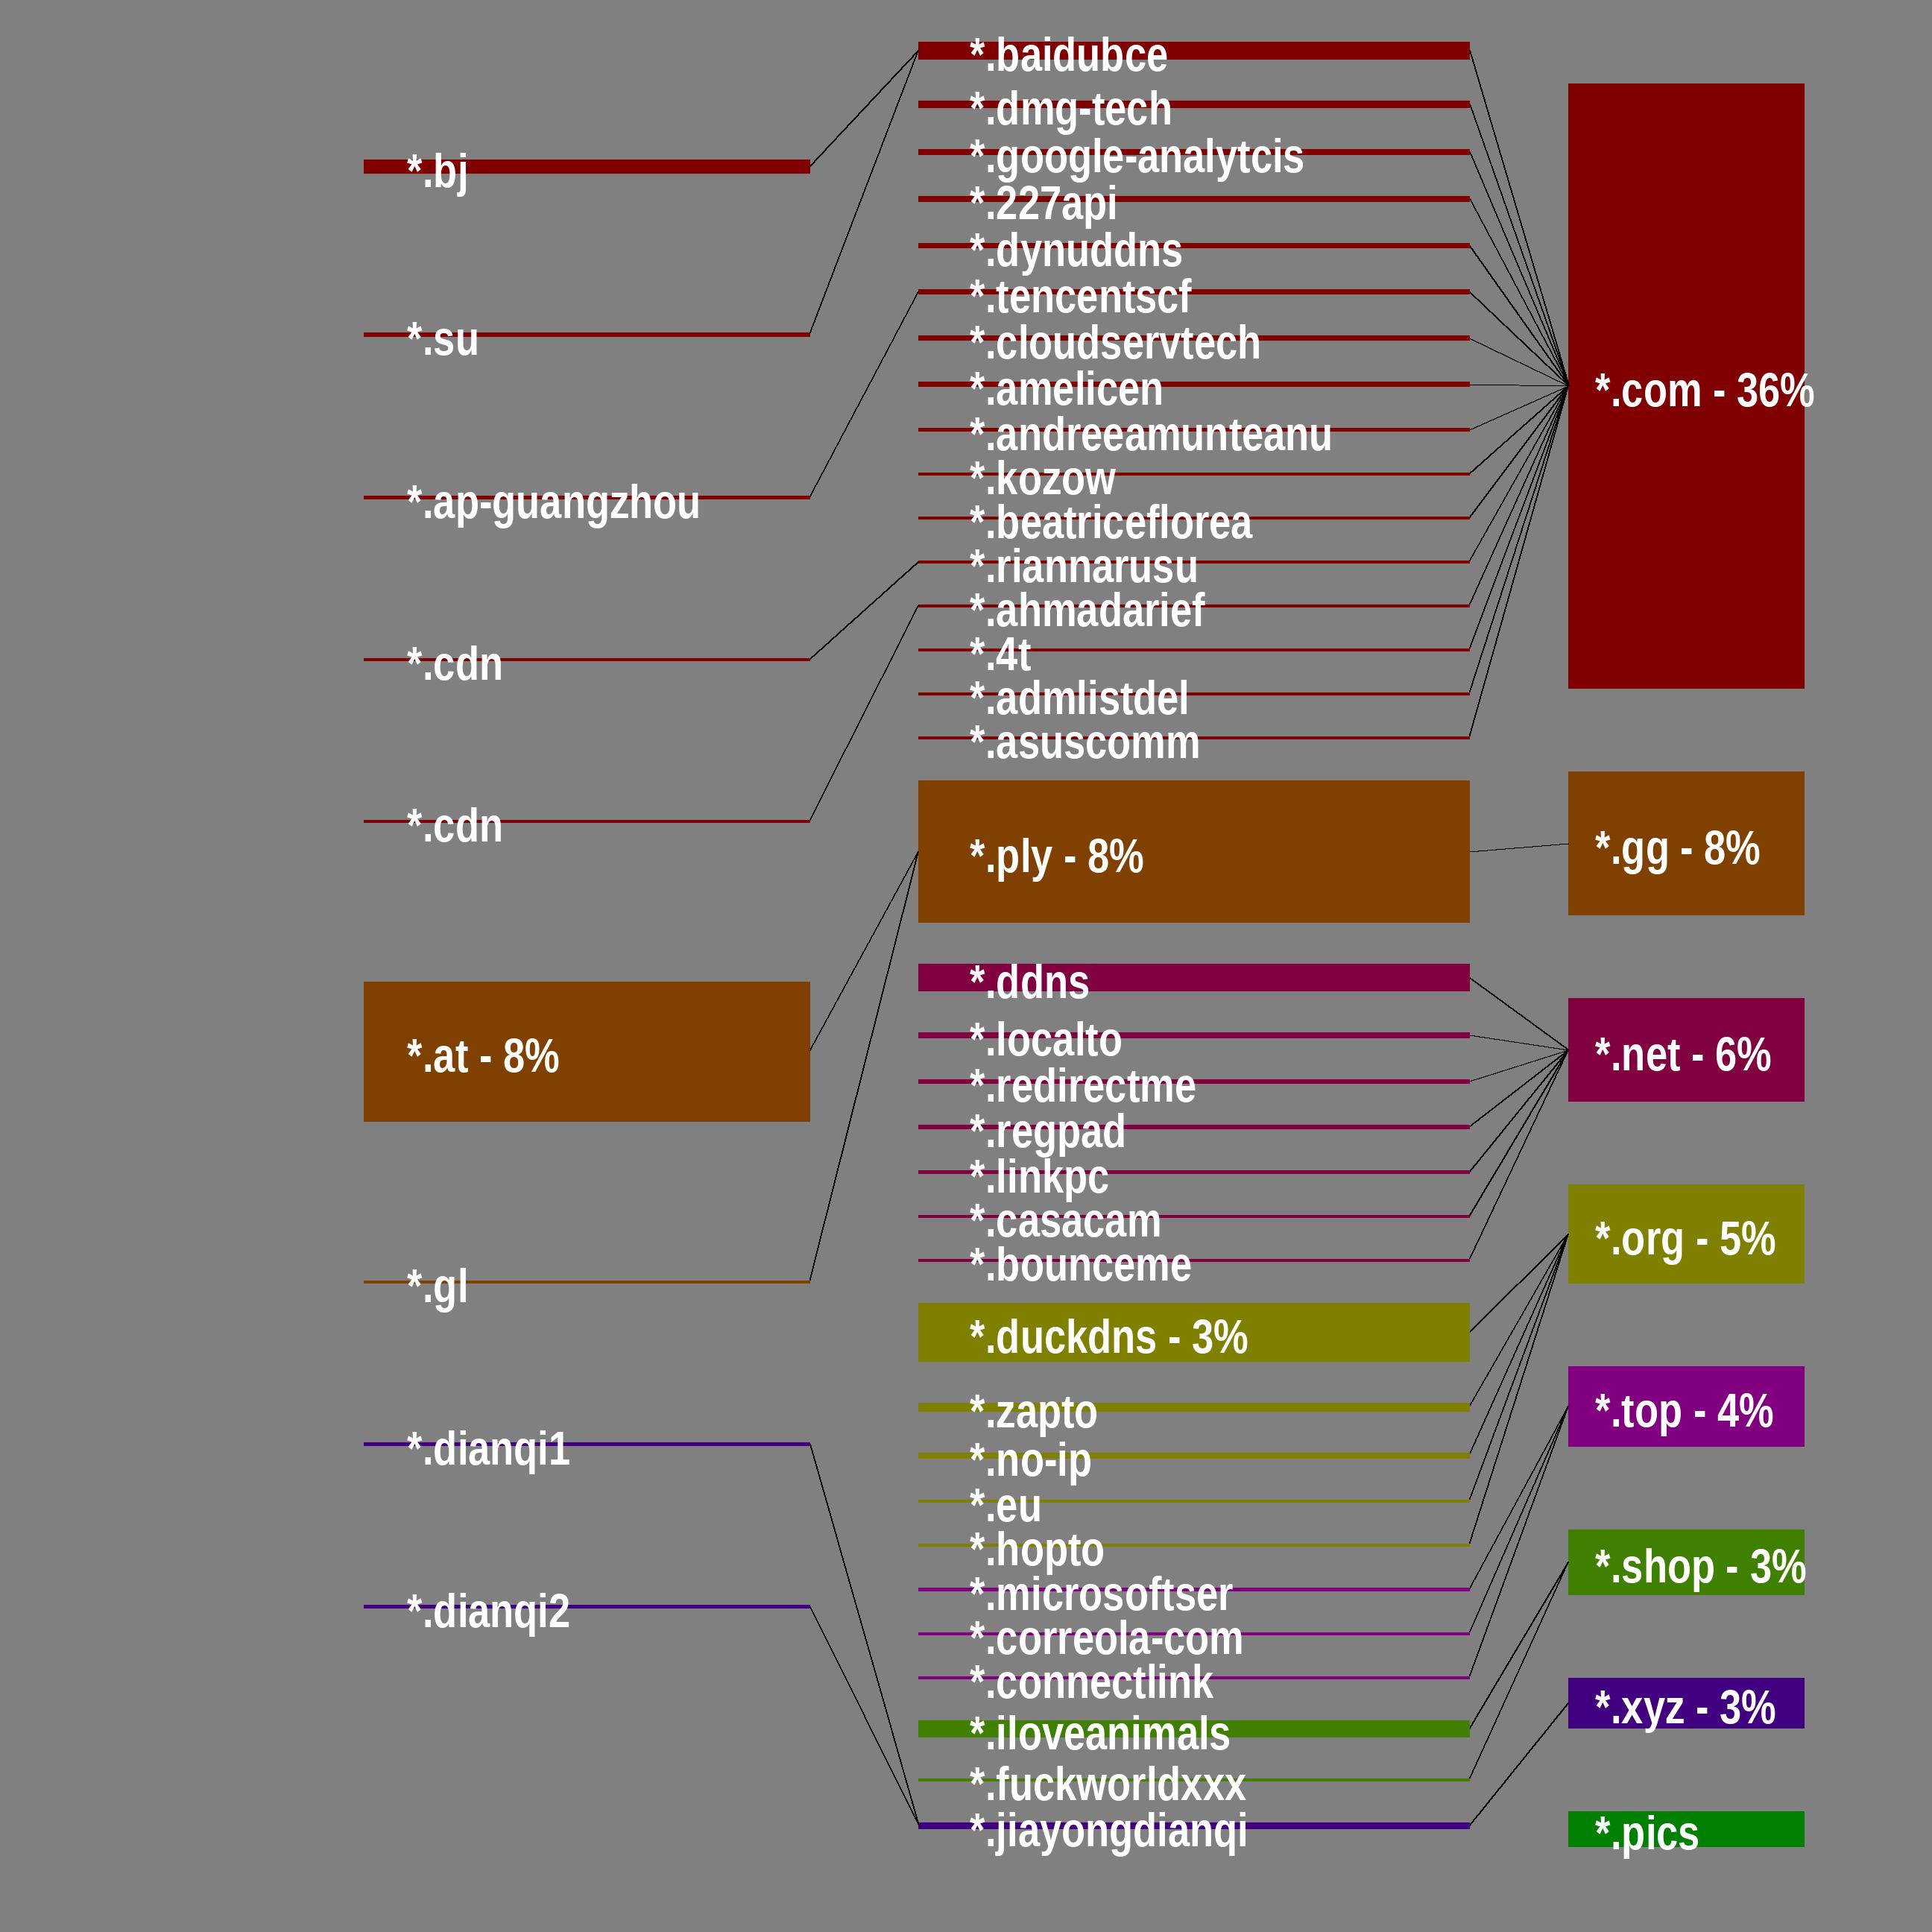 *.bj
*.su
*.ap-guangzhou
*.cdn
*.cdn
*.at - 8%
*.gl
*.dianqi1
*.dianqi2
*.baidubce
*.dmg-tech
*.google-analytcis
*.227api
*.dynuddns
*.tencentscf
*.cloudservtech
*.amelicen
*.andreeamunteanu
*.kozow
*.beatriceflorea
*.riannarusu
*.ahmadarief
*.4t
*.admlistdel
*.asuscomm
*.ply - 8%
*.ddns
*.localto
*.redirectme
*.regpad
*.linkpc
*.casacam
*.bounceme
*.duckdns - 3%
*.zapto
*.no-ip
*.eu
*.hopto
*.microsoftser
*.correola-com
*.connectlink
*.iloveanimals
*.fuckworldxxx
*.jiayongdianqi
*.com - 36%
*.gg - 8%
*.net - 6%
*.org - 5%
*.top - 4%
*.shop - 3%
*.xyz - 3%
*.pics